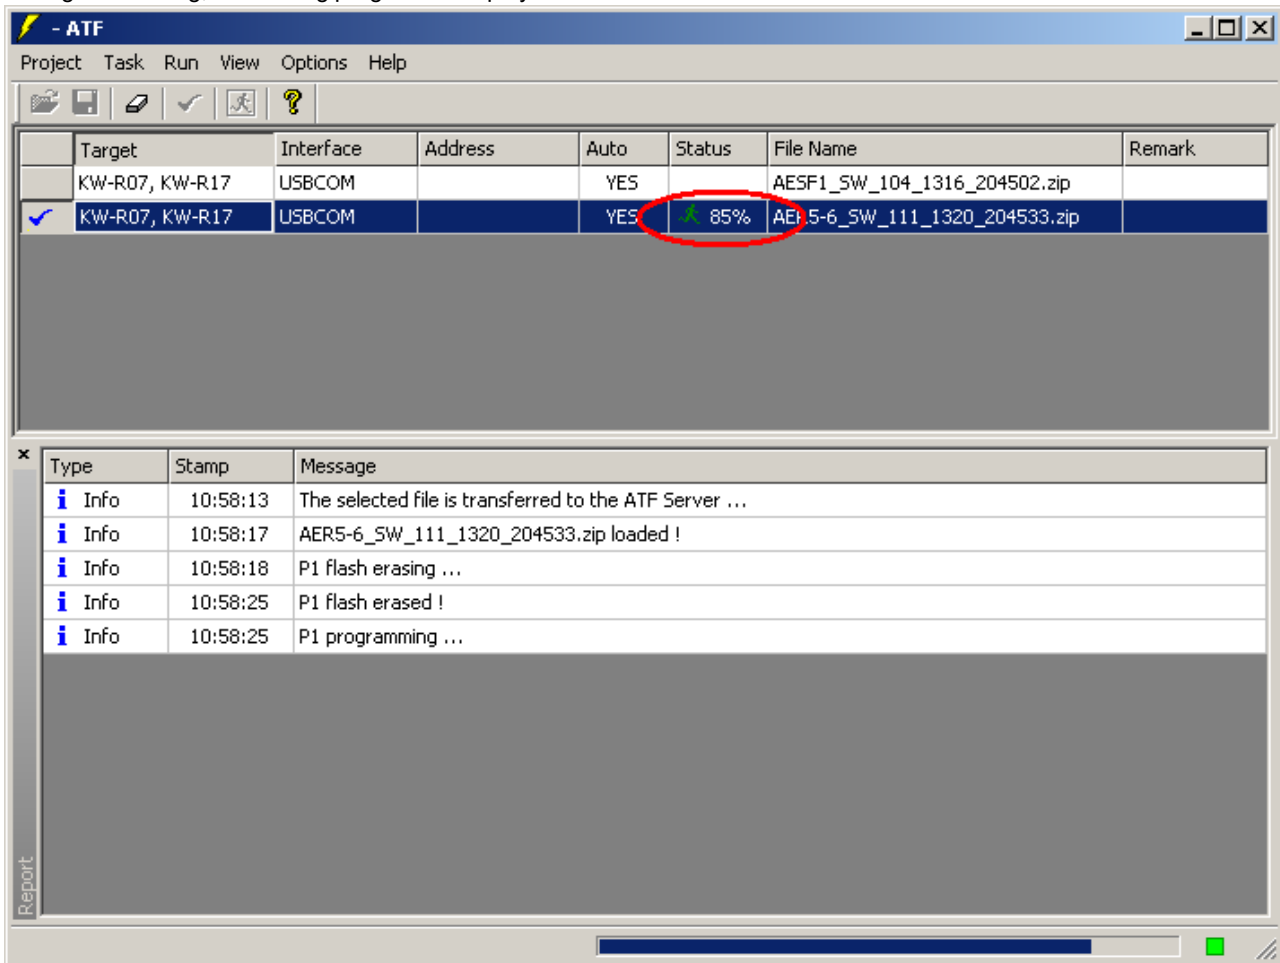 - ATF
Project Task Run View Options Help
Target Interface Address Auto Status File Name Remark
KW-R07, KW-R17 USBCOM YES AESF1_SW_104_1316_204502.zip
KW-R07, KW-R17 USBCOM YES 85% AER5-6_SW_111_1320_204533.zip
Type Stamp Message
Info 10:58:13 The selected file is transferred to the ATF Server ...
Info 10:58:17 AER5-6_SW_111_1320_204533.zip loaded !
Info 10:58:18 P1 flash erasing ...
Info 10:58:25 P1 flash erased !
Info 10:58:25 P1 programming ...
Report